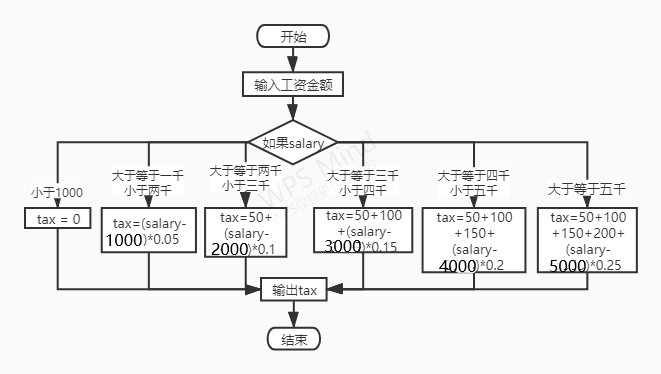 开始
输入工资金额
如果salary
小于1000
大于等于一千
小于两千
大于等于两千
小于三千
大于等于三千
小于四千
大于等于四千
小于五千
大于等于五千
tax = 0
tax=(salary-
1000)*0.05
tax=50+
(salary-
2000)*0.1
tax=50+100
+(salary-
3000)*0.15
tax=50+100
+150+
(salary-
4000)*0.2
tax=50+100
+150+200+
(salary-
5000)*0.25
输出tax
结束
WPS Mind